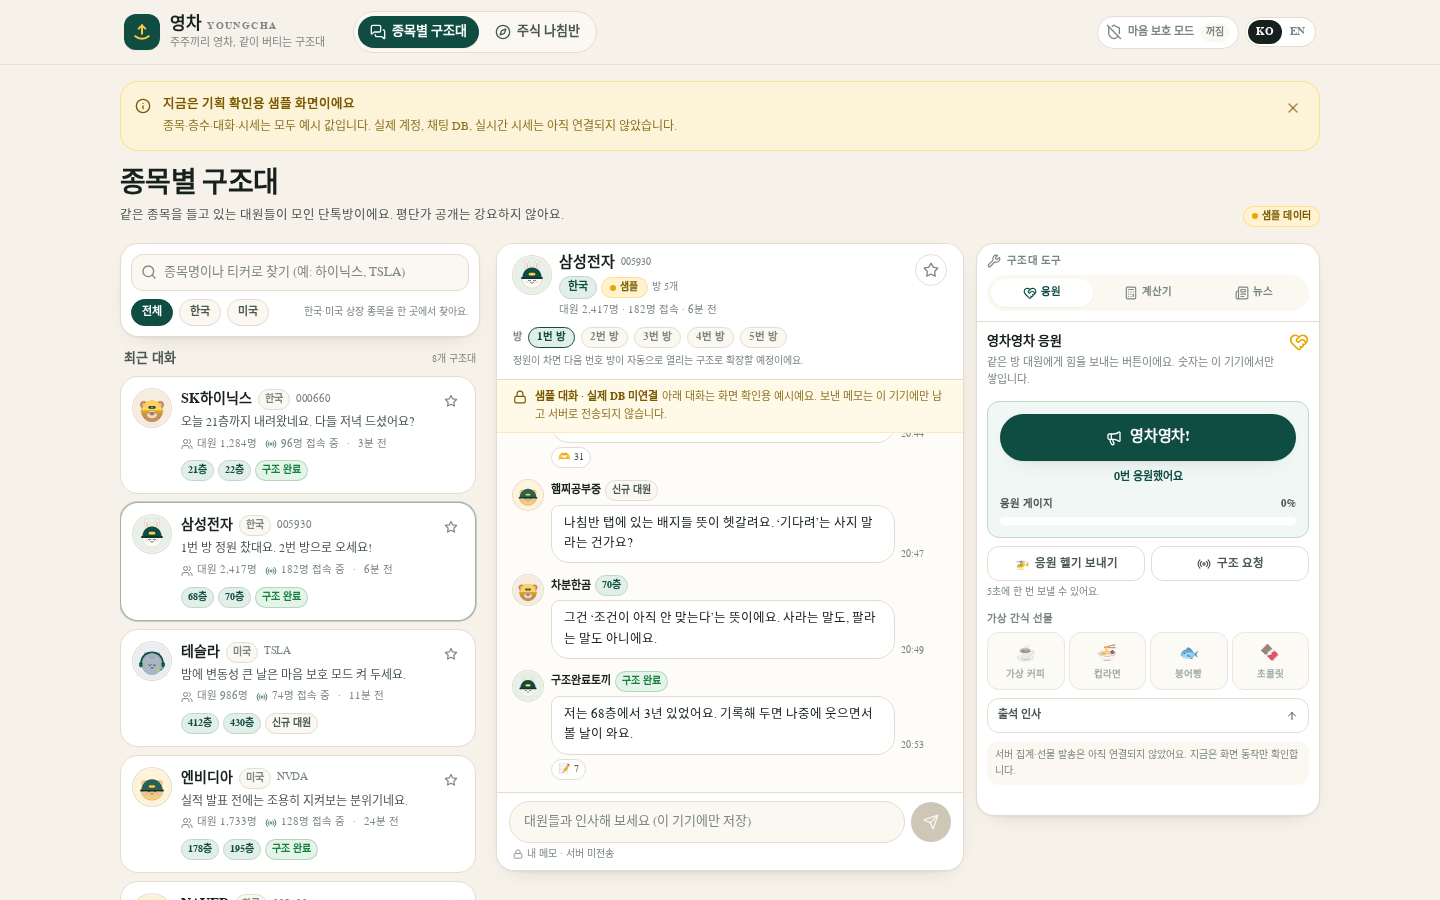 영차 YOUNGCHA
주주끼리 영차, 같이 버티는 구조대
종목별 구조대
주식 나침반
마음 보호 모드 꺼짐
KO EN
지금은 기획 확인용 샘플 화면이에요
종목·층수·대화·시세는 모두 예시 값입니다. 실제 계정, 채팅 DB, 실시간 시세는 아직 연결되지 않았습니다.
종목별 구조대
같은 종목을 들고 있는 대원들이 모인 단톡방이에요. 평단가 공개는 강요하지 않아요.
샘플 데이터
종목명이나 티커로 찾기 (예: 하이닉스, TSLA)
전체 한국 미국 한국·미국 상장 종목을 한 곳에서 찾아요.
최근 대화 8개 구조대
SK하이닉스 한국 000660
오늘 21층까지 내려왔네요. 다들 저녁 드셨어요?
대원 1,284명 96명 접속 중 · 3분 전
21층 22층 구조 완료
삼성전자 한국 005930
1번 방 정원 찼대요. 2번 방으로 오세요!
대원 2,417명 182명 접속 중 · 6분 전
68층 70층 구조 완료
테슬라 미국 TSLA
밤에 변동성 큰 날은 마음 보호 모드 켜 두세요.
대원 986명 74명 접속 중 · 11분 전
412층 430층 신규 대원
엔비디아 미국 NVDA
실적 발표 전에는 조용히 지켜보는 분위기네요.
대원 1,733명 128명 접속 중 · 24분 전
178층 195층 구조 완료
삼성전자 005930
한국 샘플 방 5개
대원 2,417명 · 182명 접속 · 6분 전
방 1번 방 2번 방 3번 방 4번 방 5번 방
정원이 차면 다음 번호 방이 자동으로 열리는 구조로 확장할 예정이에요.
샘플 대화 · 실제 DB 미연결 아래 대화는 화면 확인용 예시예요. 보낸 메모는 이 기기에만 남
고 서버로 전송되지 않습니다.
20:44
31
햄찌공부중 신규 대원
나침반 탭에 있는 배지들 뜻이 헷갈려요. ‘기다려’는 사지 말
라는 건가요?
20:47
차분한곰 70층
그건 ‘조건이 아직 안 맞는다’는 뜻이에요. 사라는 말도, 팔라
는 말도 아니에요.
20:49
구조완료토끼 구조 완료
저는 68층에서 3년 있었어요. 기록해 두면 나중에 웃으면서
볼 날이 와요.
20:53
7
대원들과 인사해 보세요 (이 기기에만 저장)
내 메모 · 서버 미전송
구조대 도구
응원 계산기 뉴스
영차영차 응원
같은 방 대원에게 힘을 보내는 버튼이에요. 숫자는 이 기기에서만
쌓입니다.
영차영차!
0번 응원했어요
응원 게이지 0%
응원 헬기 보내기 구조 요청
5초에 한 번 보낼 수 있어요.
가상 간식 선물
가상 커피 컵라면 붕어빵 초콜릿
출석 인사
서버 집계·선물 발송은 아직 연결되지 않았어요. 지금은 화면 동작만 확인합
니다.